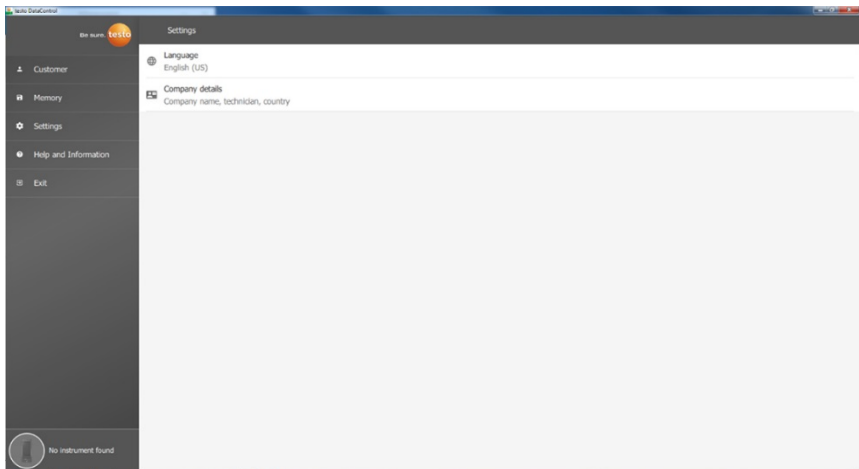 testo DataControl
Be sure. testo
Settings
Customer
Memory
Settings
Help and Information
Exit
Language
English (US)
Company details
Company name, technician, country
No instrument found